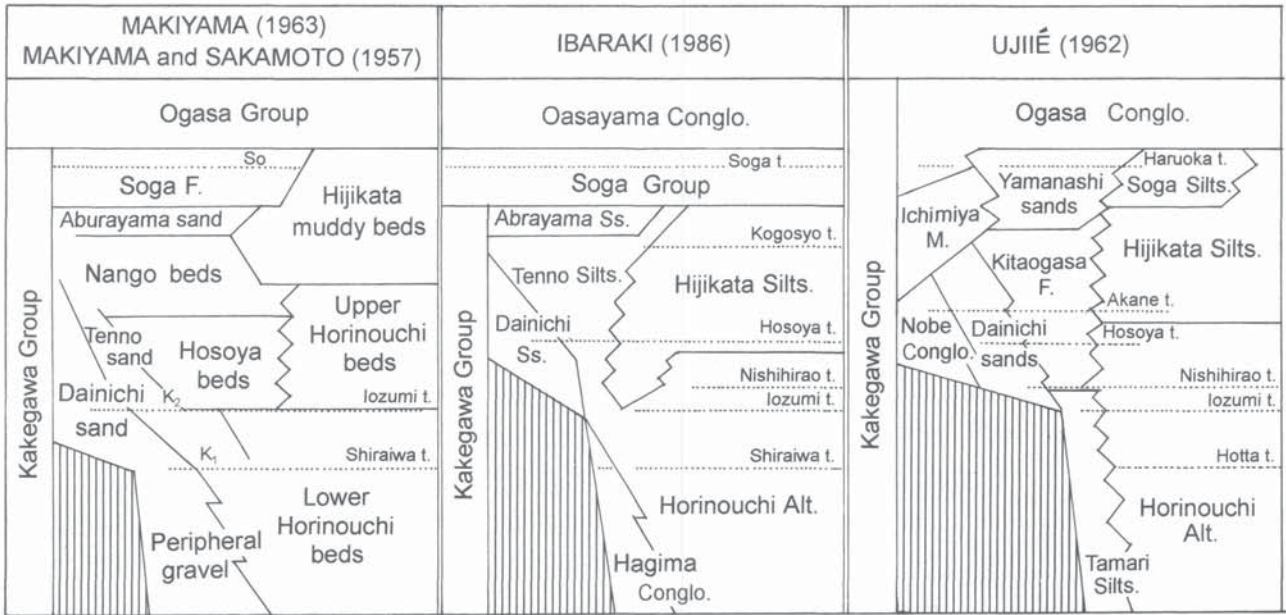 MAKIYAMA (1963)
MAKIYAMA and SAKAMOTO (1957)
Ogasa Group
Kakegawa Group
So
Soga F.
Hijikata
muddy beds
Aburayama sand
Nango beds
Upper
Horinouchi
beds
Tenno
sand
Hosoya
beds
Dainichi
sand
K₂
Iozumi t.
K₁
Shiraiwa t.
Lower
Horinouchi
beds
Peripheral
gravel
IBARAKI (1986)
Oasayama Conglo.
Kakegawa Group
Soga t.
Soga Group
Abrayama Ss.
Kogosyo t.
Tenno Silts.
Hijikata Silts.
Dainichi
Ss.
Hosoya t.
Nishihirao t.
Iozumi t.
Shiraiwa t.
Horinouchi Alt.
Hagima
Conglo.
UJIIÉ (1962)
Ogasa Conglo.
Kakegawa Group
Haruoka t.
Yamanashi
sands
Soga Silts.
Ichimiya
M.
Hijikata Silts.
Kitaogasa
F.
Akane t.
Nobe
Conglo.
Dainichi
sands
Hosoya t.
Nishihirao t.
Iozumi t.
Hotta t.
Horinouchi
Alt.
Tamari
Silts.